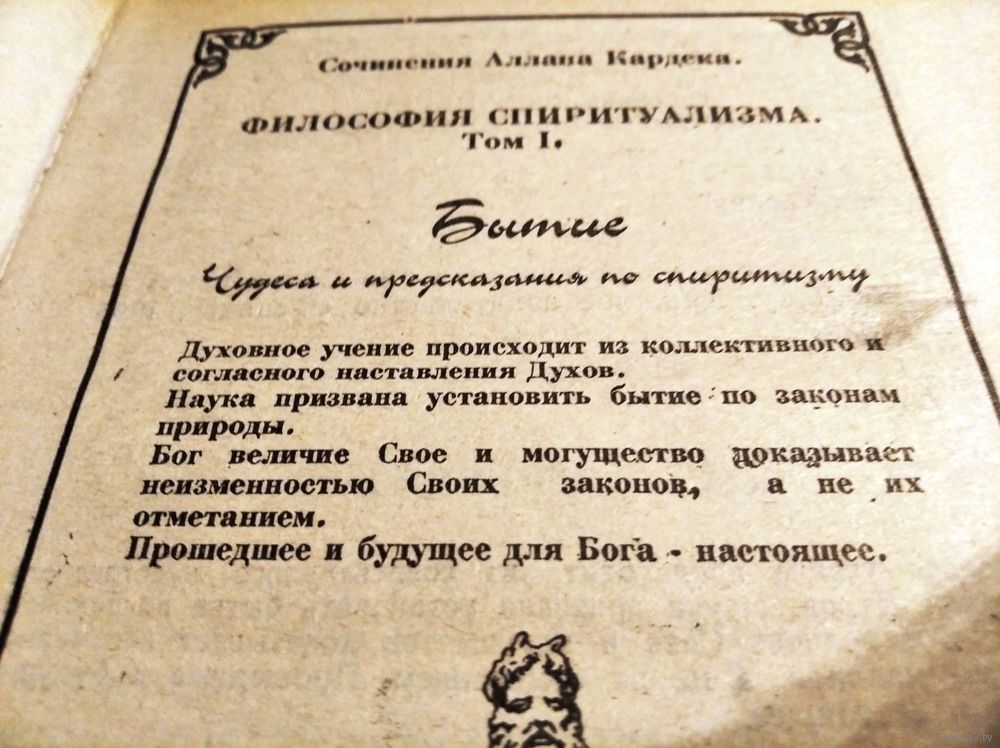 Сочинения Аллана Кардека.
ФИЛОСОФИЯ СПИРИТУАЛИЗМА.
Том I.
Бытие
Чудеса и предсказания по спиритизму
Духовное учение происходит из коллективного и
согласного наставления Духов.
Наука призвана установить бытие по законам
природы.
Бог величие Свое и могущество доказывает
неизменностью Своих законов, а не их
отметанием.
Прошедшее и будущее для Бога - настоящее.